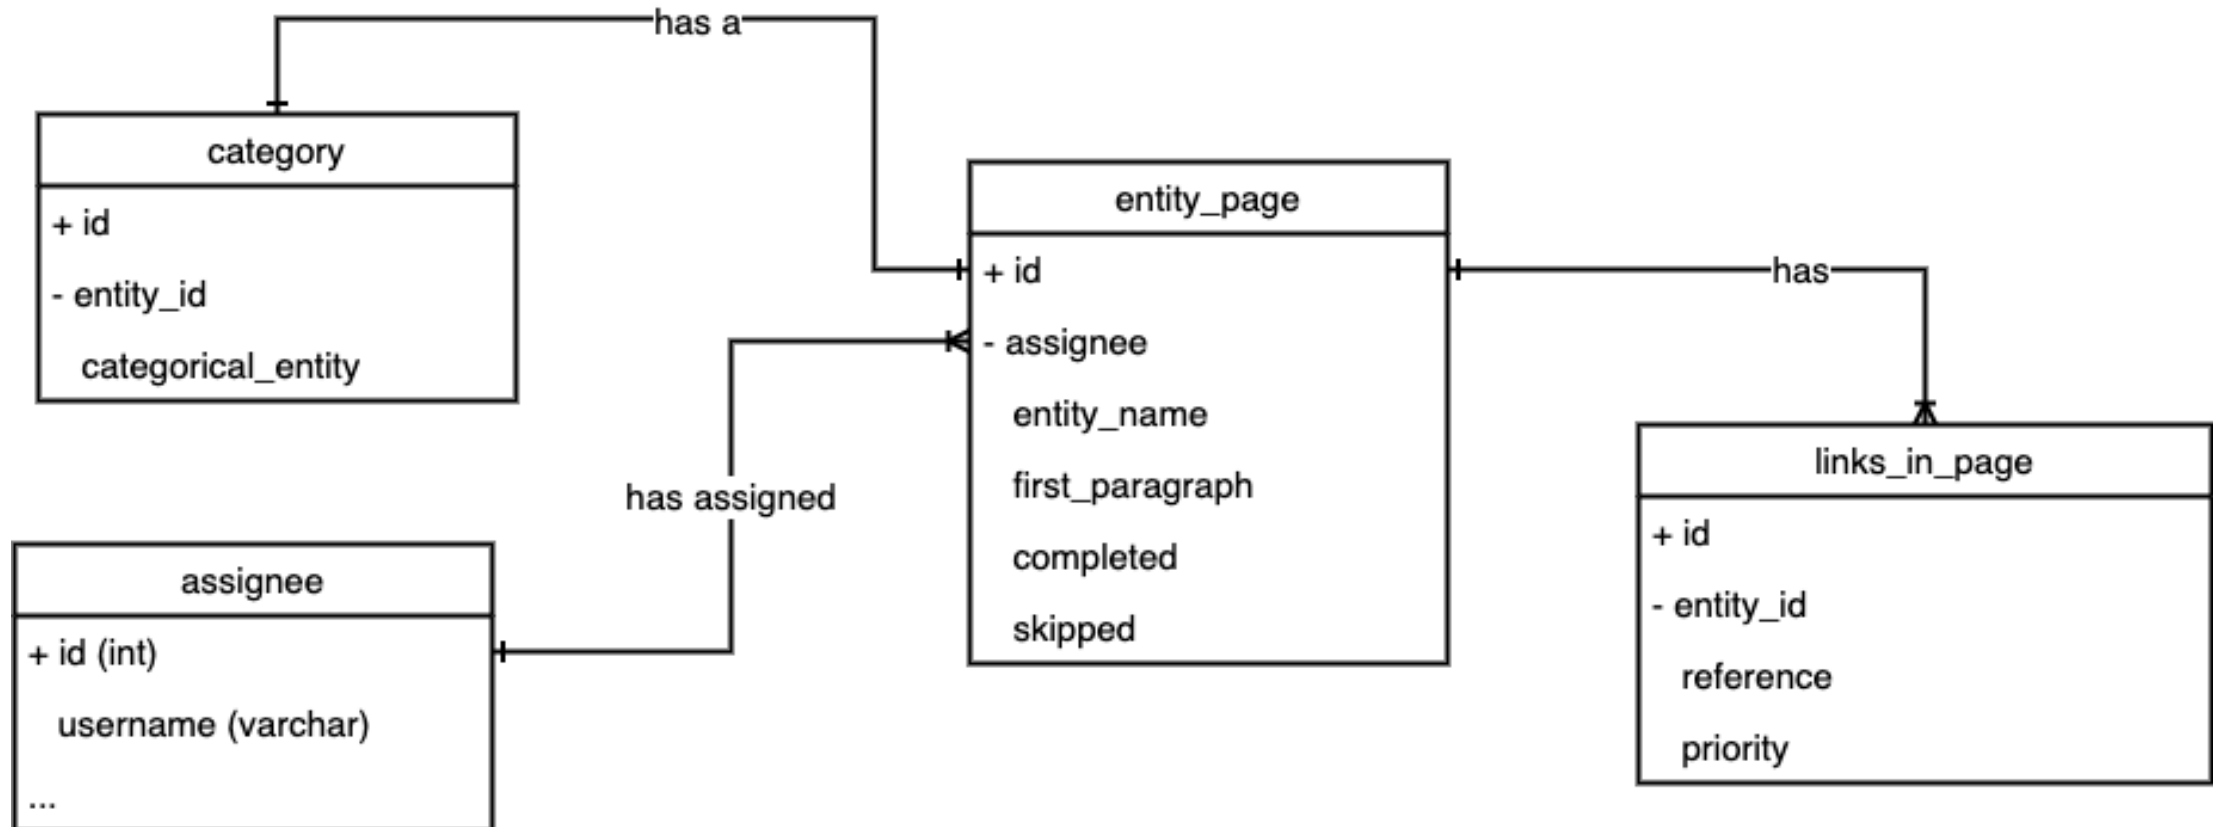 has a
category
+ id
- entity_id
categorical_entity
entity_page
+ id
- assignee
entity_name
first_paragraph
completed
skipped
has
has assigned
assignee
+ id (int)
username (varchar)
...
links_in_page
+ id
- entity_id
reference
priority